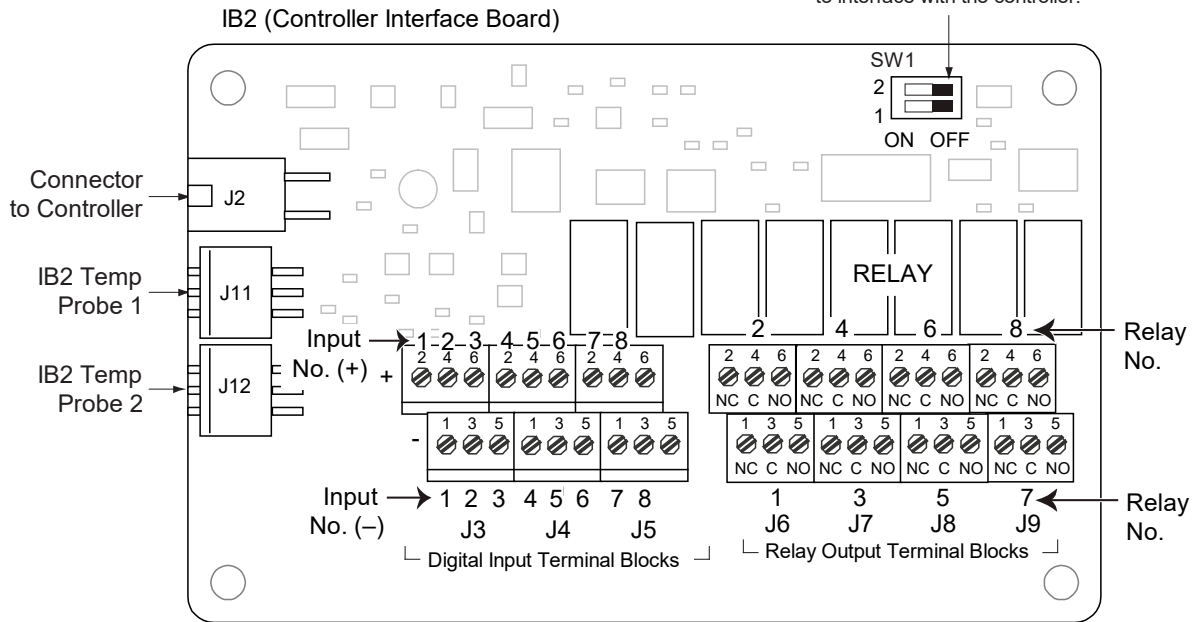 to interface with the controller.
IB2 (Controller Interface Board)
SW1
2
1
ON OFF
Connector
to Controller
J2
IB2 Temp
Probe 1
J11
RELAY
Input
No. (+)
1 2 3 4 5 6 7 8
2 4 6 8
Relay
No.
IB2 Temp
Probe 2
J12
+
2 4 6 2 4 6 2 4 6
2 4 6 2 4 6 2 4 6 2 4 6
NC C NO NC C NO NC C NO NC C NO
-
1 3 5 1 3 5 1 3 5
1 3 5 1 3 5 1 3 5 1 3 5
NC C NO NC C NO NC C NO NC C NO
Input
No. (–)
1 2 3 4 5 6 7 8
1 3 5 7
Relay
No.
J3 J4 J5
J6 J7 J8 J9
Digital Input Terminal Blocks
Relay Output Terminal Blocks